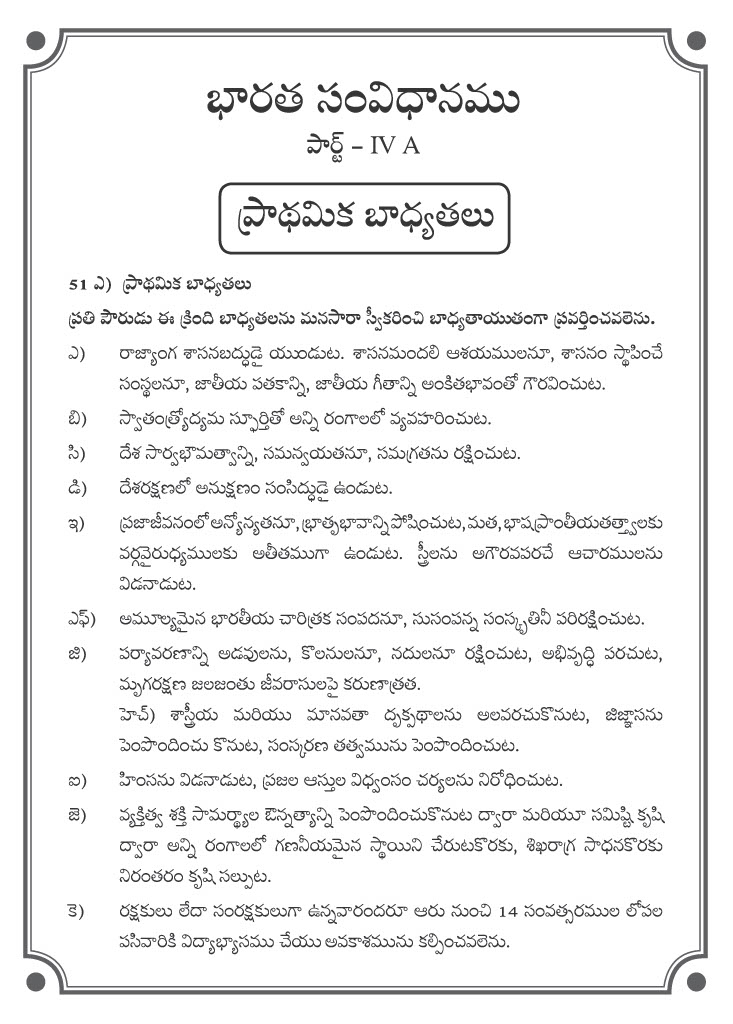 భారత సంవిధానము
పార్ట్ – IV A
ప్రాథమిక బాధ్యతలు
51 ఎ) ప్రాథమిక బాధ్యతలు
ప్రతి పౌరుడు ఈ క్రింది బాధ్యతలను మనసారా స్వీకరించి బాధ్యతాయుతంగా ప్రవర్తించవలెను.
ఎ) రాజ్యాంగ శాసనబద్ధుడై యుండుట. శాసనమందలి ఆశయములనూ, శాసనం స్థాపించే
సంస్థలనూ, జాతీయ పతకాన్ని, జాతీయ గీతాన్ని అంకితభావంతో గౌరవించుట.
బి) స్వాతంత్ర్యోద్యమ స్ఫూర్తితో అన్ని రంగాలలో వ్యవహరించుట.
సి) దేశ సార్వభౌమత్వాన్ని, సమన్వయతనూ, సమగ్రతను రక్షించుట.
డి) దేశరక్షణలో అనుక్షణం సంసిద్ధుడై ఉండుట.
ఇ) ప్రజాజీవనంలో అన్యోన్యతనూ, భ్రాతృభావాన్ని పోషించుట, మత, భాష ప్రాంతీయతత్త్వాలకు
వర్గవైరుధ్యములకు అతీతముగా ఉండుట. స్త్రీలను అగౌరవపరచే ఆచారములను
విడనాడుట.
ఎఫ్) అమూల్యమైన భారతీయ చారిత్రక సంపదనూ, సుసంపన్న సంస్కృతినీ పరిరక్షించుట.
జి) పర్యావరణాన్ని అడవులను, కొలనులనూ, నదులనూ రక్షించుట, అభివృద్ధి పరచుట,
మృగరక్షణ జలజంతు జీవరాసులపై కరుణాత్రత.
హెచ్) శాస్త్రీయ మరియు మానవతా దృక్పథాలను అలవరచుకొనుట, జిజ్ఞాసను
పెంపొందించు కొనుట, సంస్కరణ తత్వమును పెంపొందించుట.
ఐ) హింసను విడనాడుట, ప్రజల ఆస్తుల విధ్వంసం చర్యలను నిరోధించుట.
జె) వ్యక్తిత్వ శక్తి సామర్థ్యాల ఔన్నత్యాన్ని పెంపొందించుకొనుట ద్వారా మరియూ సమిష్టి కృషి
ద్వారా అన్ని రంగాలలో గణనీయమైన స్థాయిని చేరుటకొరకు, శిఖరాగ్ర సాధనకొరకు
నిరంతరం కృషి సల్పుట.
కె) రక్షకులు లేదా సంరక్షకులుగా ఉన్నవారందరూ ఆరు నుంచి 14 సంవత్సరముల లోపల
పసివారికి విద్యాభ్యాసము చేయు అవకాశమును కల్పించవలెను.